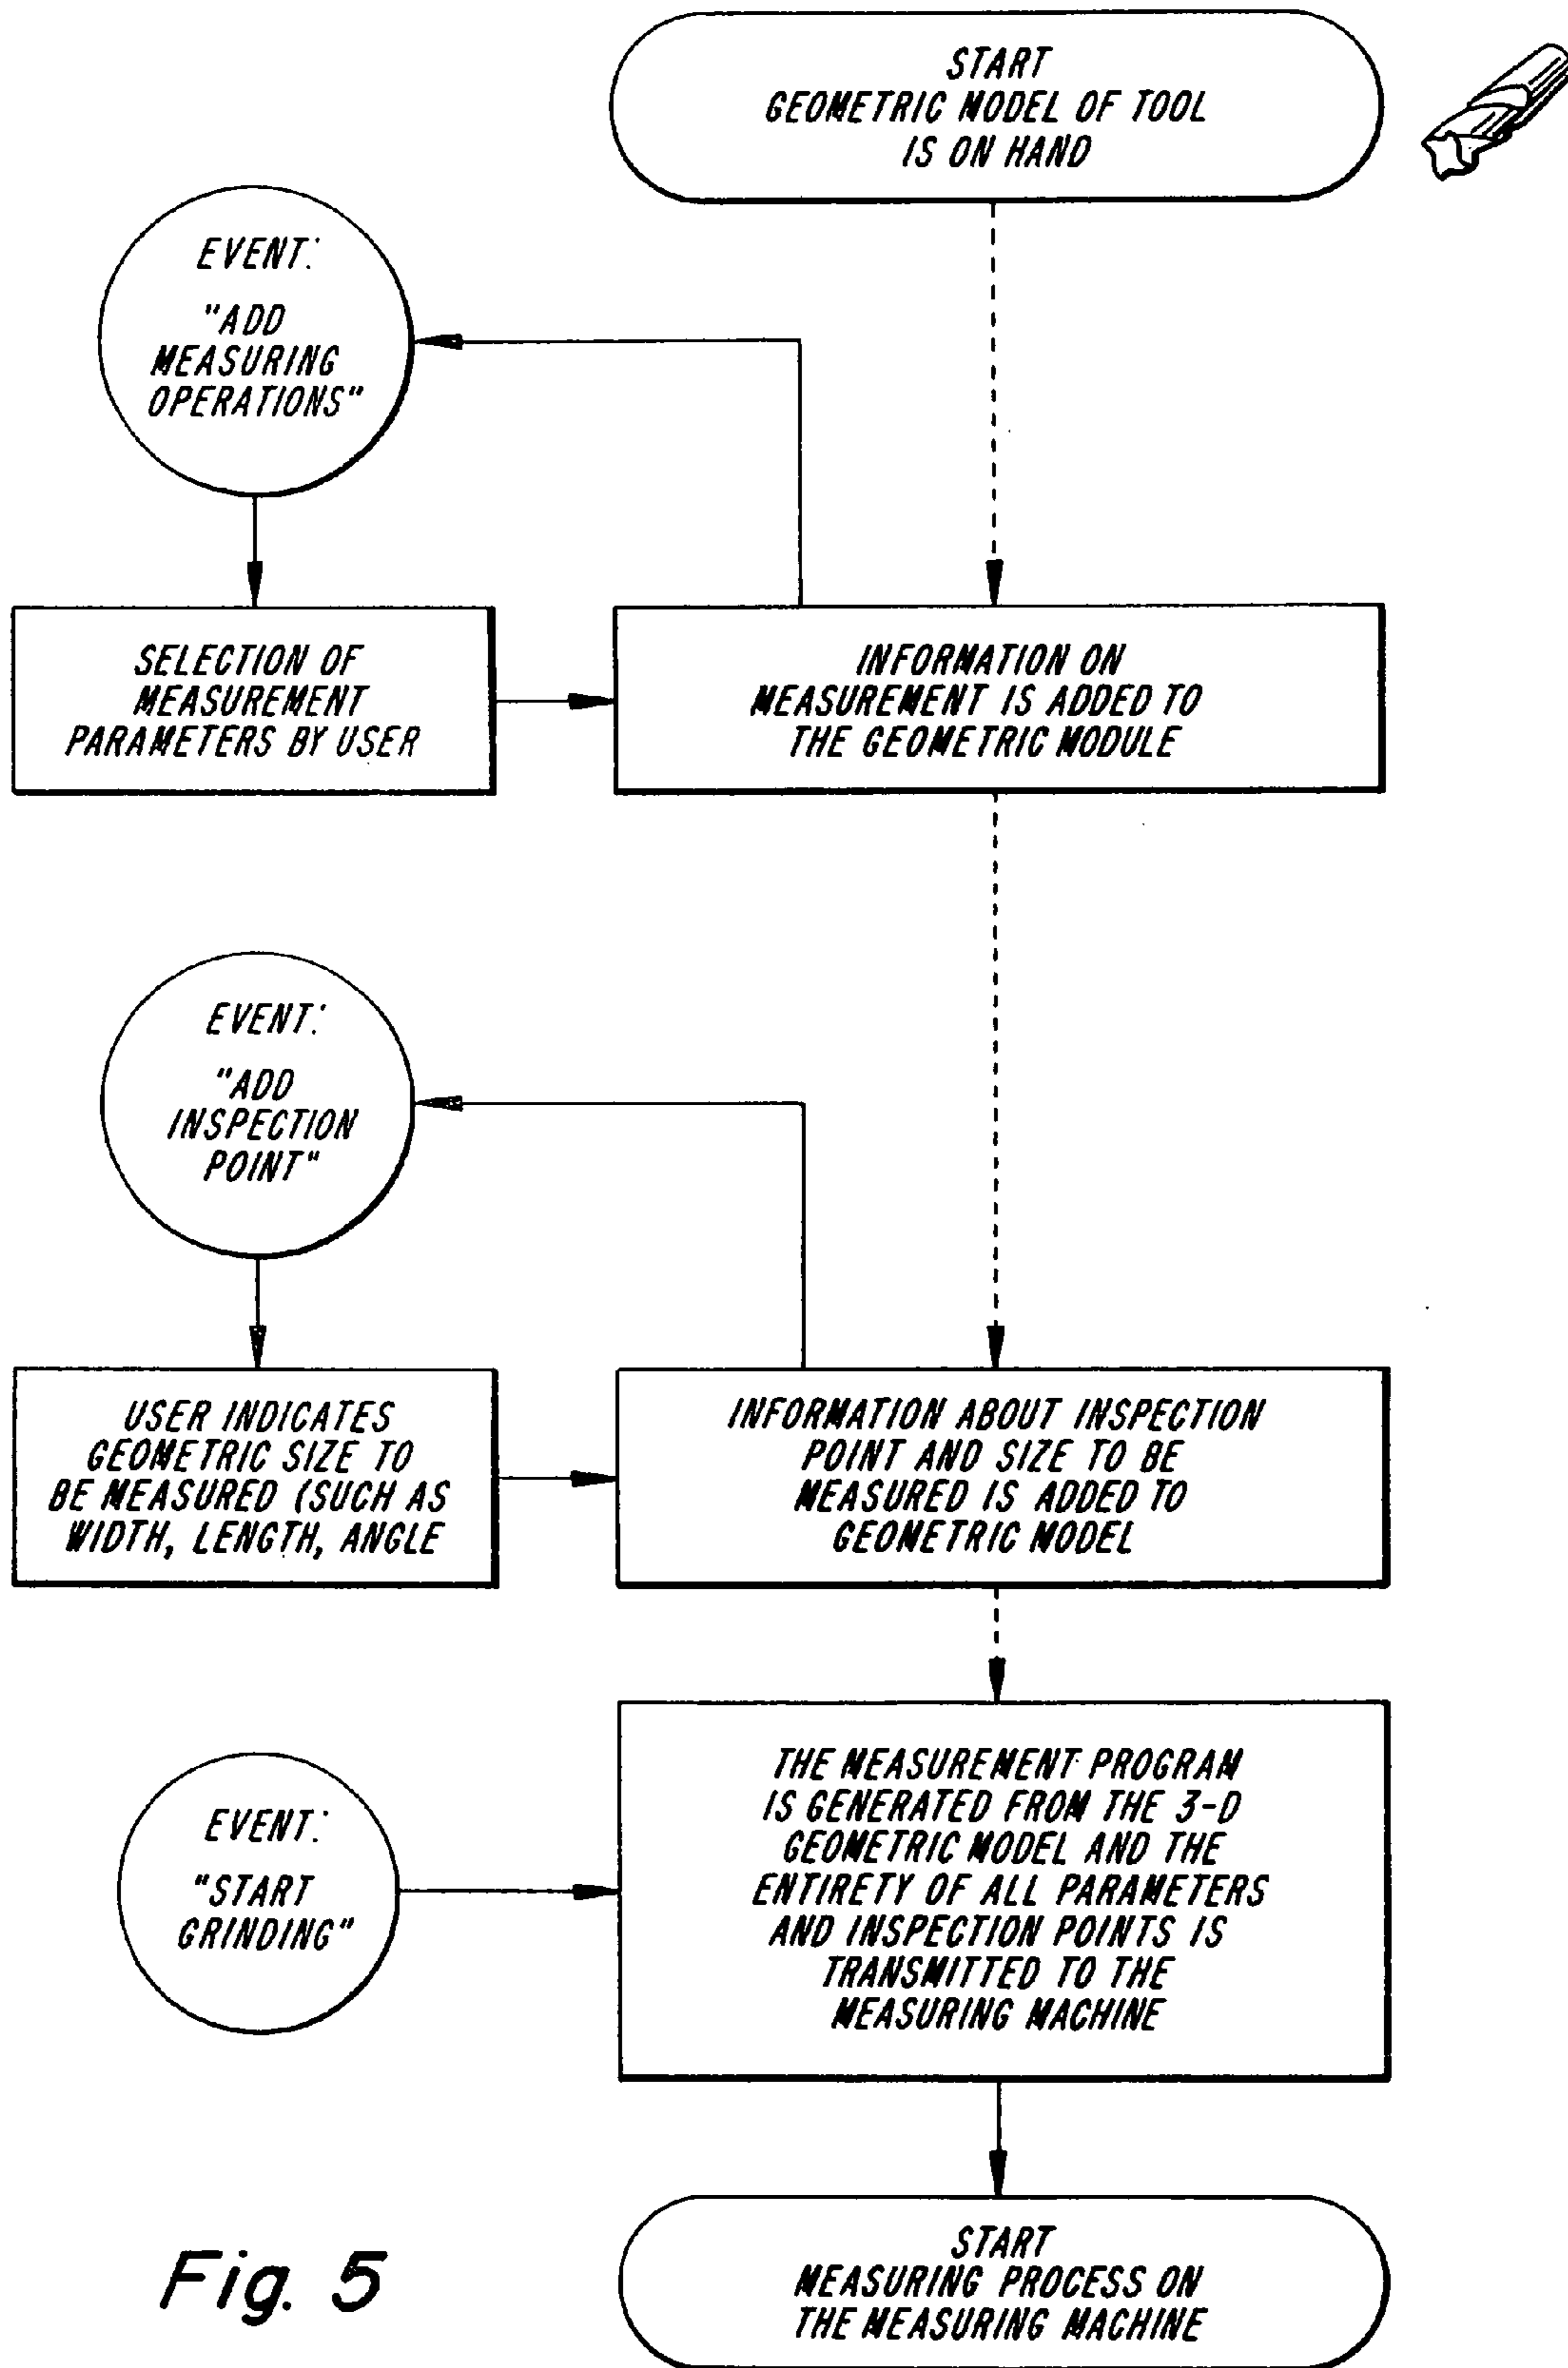 START
GEOMETRIC MODEL OF TOOL
IS ON HAND
EVENT:
"ADD
MEASURING
OPERATIONS"
SELECTION OF
MEASUREMENT
PARAMETERS BY USER
INFORMATION ON
MEASUREMENT IS ADDED TO
THE GEOMETRIC MODULE
EVENT:
"ADD
INSPECTION
POINT"
USER INDICATES
GEOMETRIC SIZE TO
BE MEASURED (SUCH AS
WIDTH, LENGTH, ANGLE
INFORMATION ABOUT INSPECTION
POINT AND SIZE TO BE
MEASURED IS ADDED TO
GEOMETRIC MODEL
EVENT:
"START
GRINDING"
THE MEASUREMENT PROGRAM
IS GENERATED FROM THE 3-D
GEOMETRIC MODEL AND THE
ENTIRETY OF ALL PARAMETERS
AND INSPECTION POINTS IS
TRANSMITTED TO THE
MEASURING MACHINE
START
MEASURING PROCESS ON
THE MEASURING MACHINE
Fig. 5